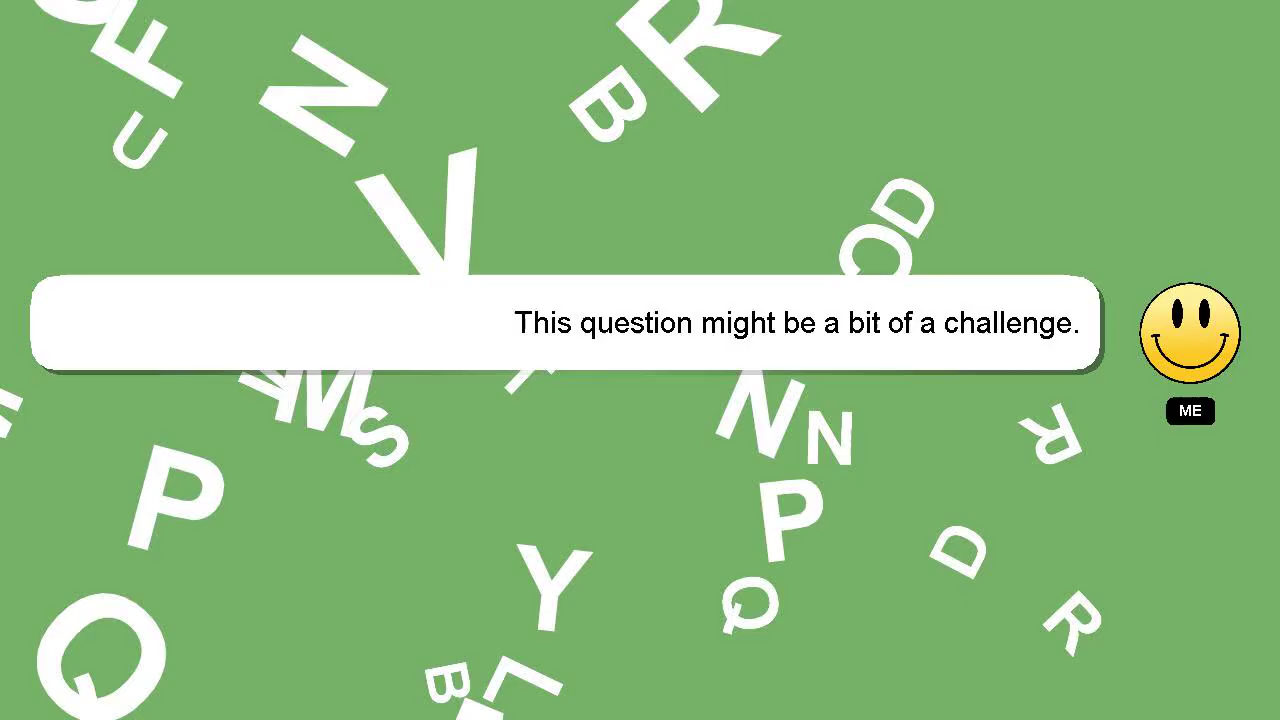 F
U
N
B
R
V
D
O
This question might be a bit of a challenge.
ME
M
S
N
N
R
P
P
Y
D
Q
Q
R
B
L